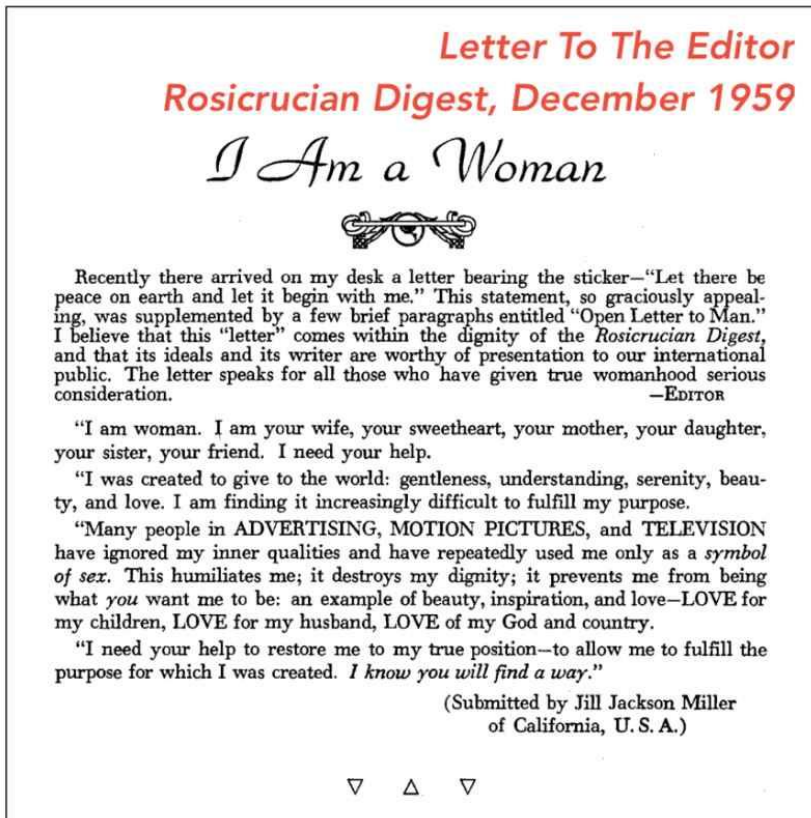 Letter To The Editor
Rosicrucian Digest, December 1959
I Am a Woman
Recently there arrived on my desk a letter bearing the sticker—“Let there be
peace on earth and let it begin with me.” This statement, so graciously appeal-
ing, was supplemented by a few brief paragraphs entitled “Open Letter to Man.”
I believe that this “letter” comes within the dignity of the Rosicrucian Digest,
and that its ideals and its writer are worthy of presentation to our international
public. The letter speaks for all those who have given true womanhood serious
consideration. —EDITOR
“I am woman. I am your wife, your sweetheart, your mother, your daughter,
your sister, your friend. I need your help.
“I was created to give to the world: gentleness, understanding, serenity, beau-
ty, and love. I am finding it increasingly difficult to fulfill my purpose.
“Many people in ADVERTISING, MOTION PICTURES, and TELEVISION
have ignored my inner qualities and have repeatedly used me only as a symbol
of sex. This humiliates me; it destroys my dignity; it prevents me from being
what you want me to be: an example of beauty, inspiration, and love—LOVE for
my children, LOVE for my husband, LOVE of my God and country.
“I need your help to restore me to my true position—to allow me to fulfill the
purpose for which I was created. I know you will find a way.”
(Submitted by Jill Jackson Miller
of California, U. S. A.)